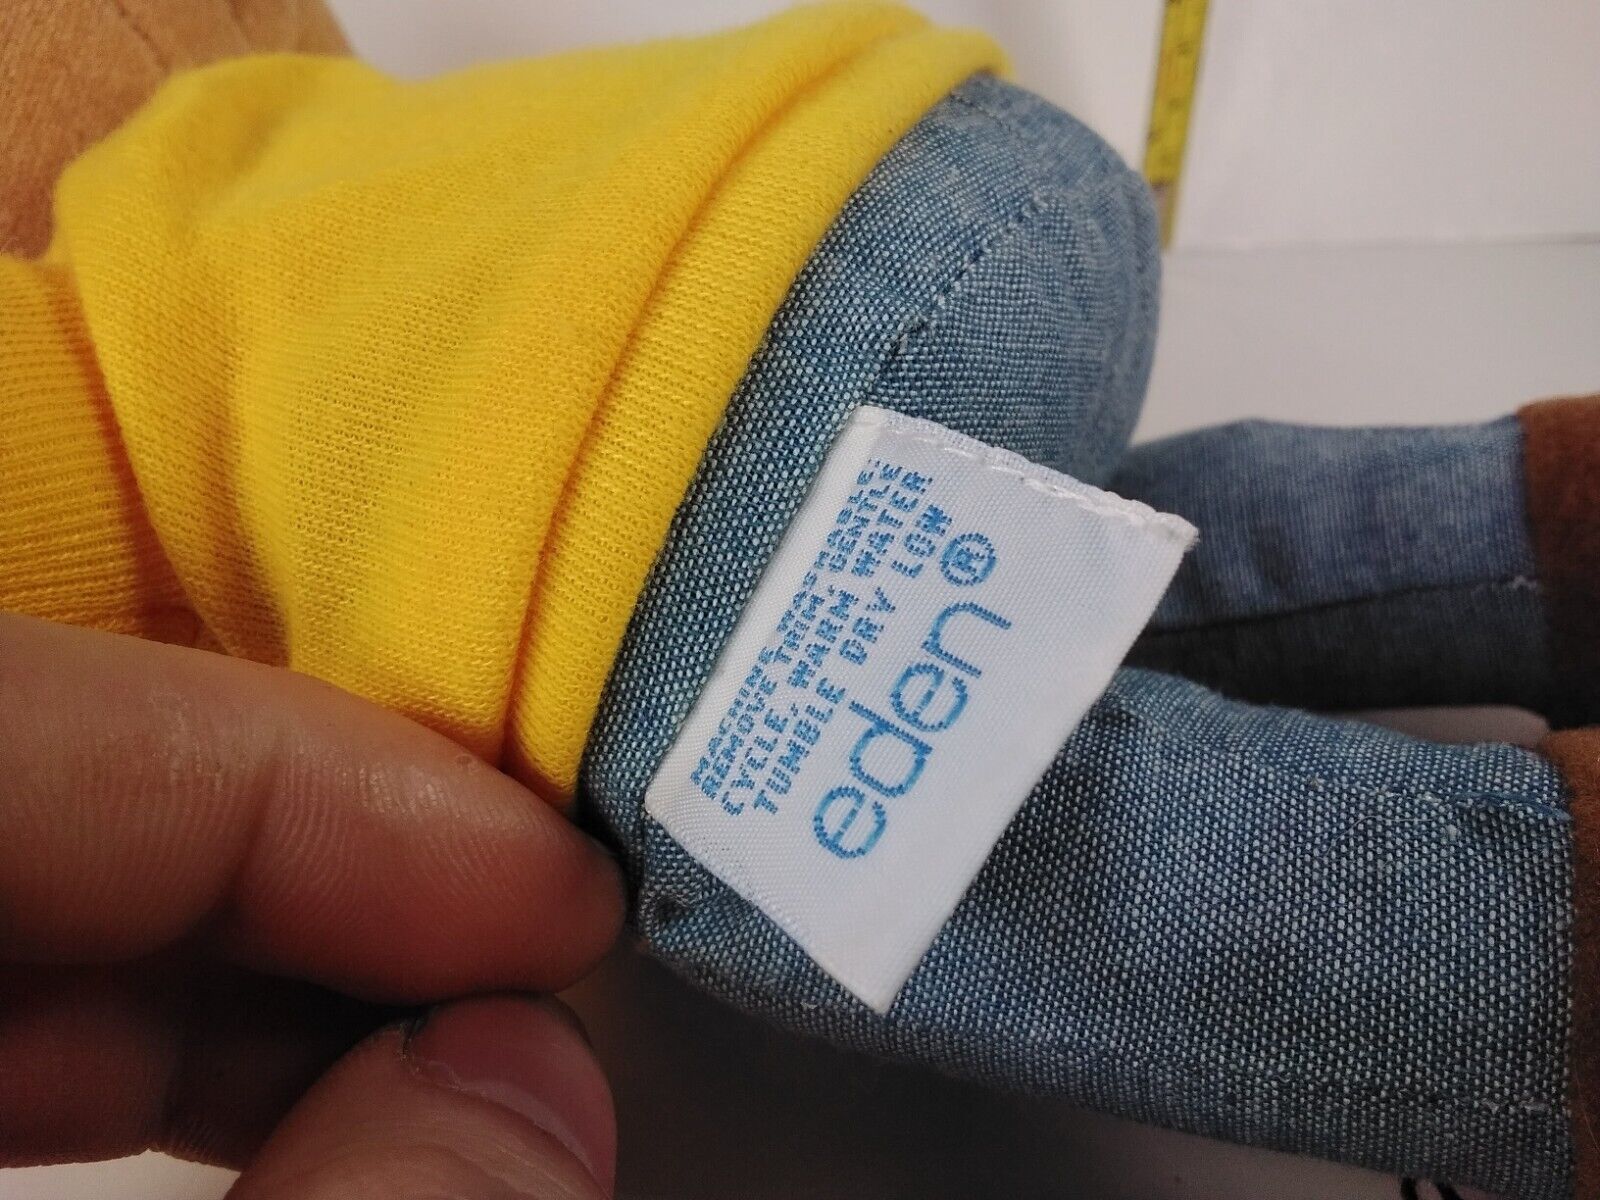 MACHINE WASHABLE:
REMOVE TRIM, GENTLE
CYCLE, WARM WATER
TUMBLE DRY LOW
eden®